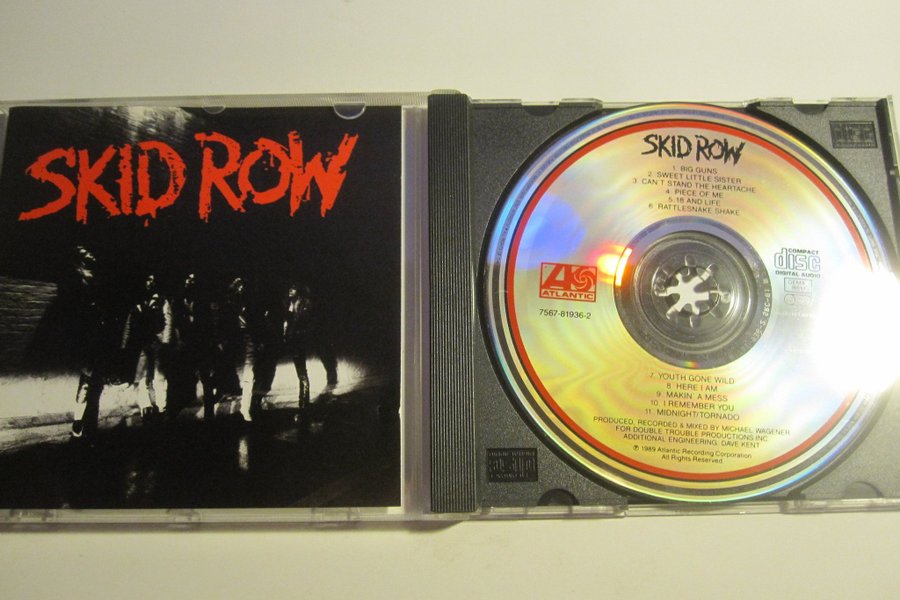 SKID ROW
SKID ROW
1. BIG GUNS
2. SWEET LITTLE SISTER
3. CAN'T STAND THE HEARTACHE
4. PIECE OF ME
5. 18 AND LIFE
6. RATTLESNAKE SHAKE
ATLANTIC
7567-81936-2
COMPACT
disc
DIGITAL AUDIO
GEMA
7. YOUTH GONE WILD
8. HERE I AM
9. MAKIN' A MESS
10. I REMEMBER YOU
11. MIDNIGHT/TORNADO
PRODUCED, RECORDED & MIXED BY MICHAEL WAGENER
FOR DOUBLE TROUBLE PRODUCTIONS INC
ADDITIONAL ENGINEERING: DAVE KENT
℗ 1989 Atlantic Recording Corporation
All Rights Reserved.